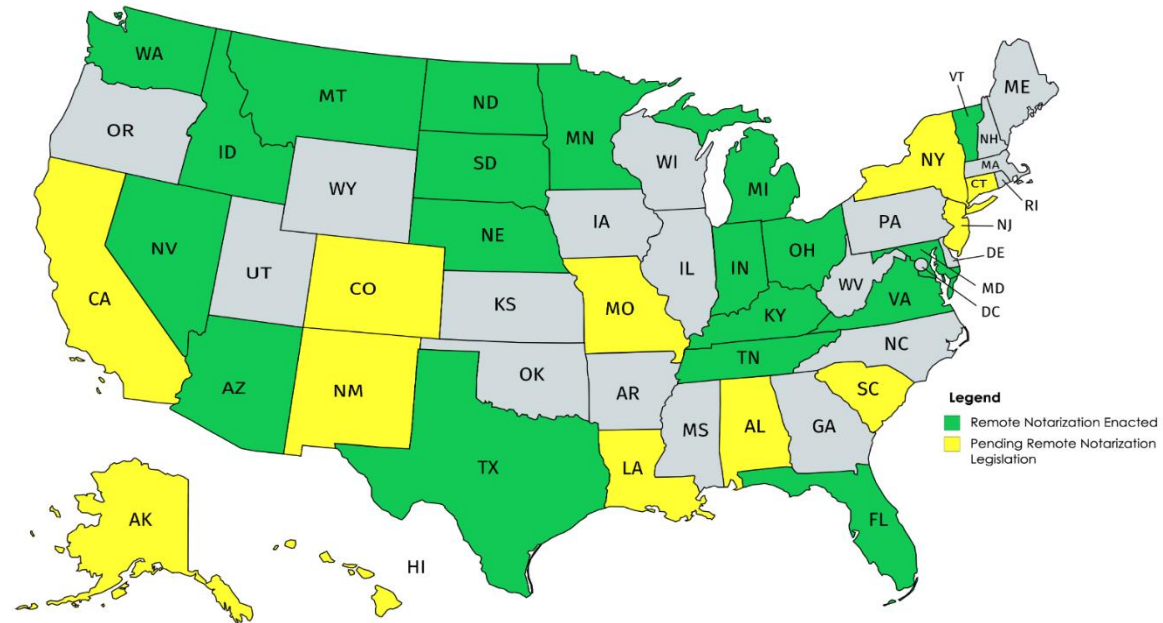 WA
MT
ND
MN
VT
ME
OR
ID
SD
WI
NY
NH
MA
CT
RI
WY
MI
NE
IA
PA
NJ
NV
UT
IL
IN
OH
DE
CA
CO
KS
MO
WV
VA
MD
DC
KY
TN
NC
AZ
NM
OK
AR
SC
MS
AL
GA
TX
LA
FL
AK
HI
Legend
Remote Notarization Enacted
Pending Remote Notarization
Legislation